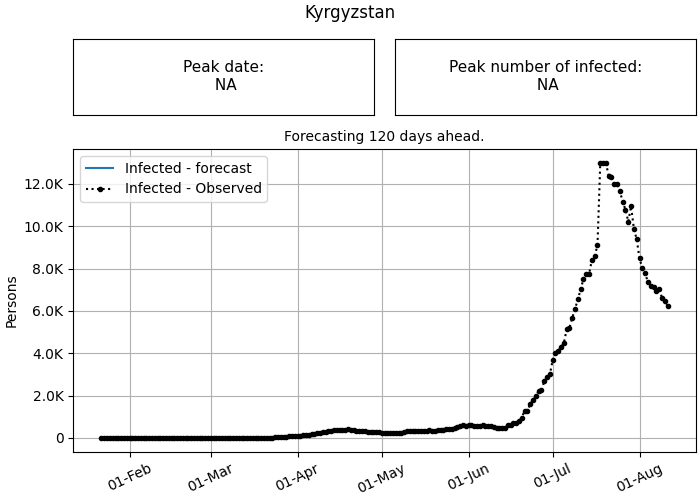 Kyrgyzstan
Peak date:
NA
Peak number of infected:
NA
Forecasting 120 days ahead.
Infected - forecast
Infected - Observed
12.0K
10.0K
8.0K
6.0K
4.0K
2.0K
0
Persons
01-Feb
01-Mar
01-Apr
01-May
01-Jun
01-Jul
01-Aug